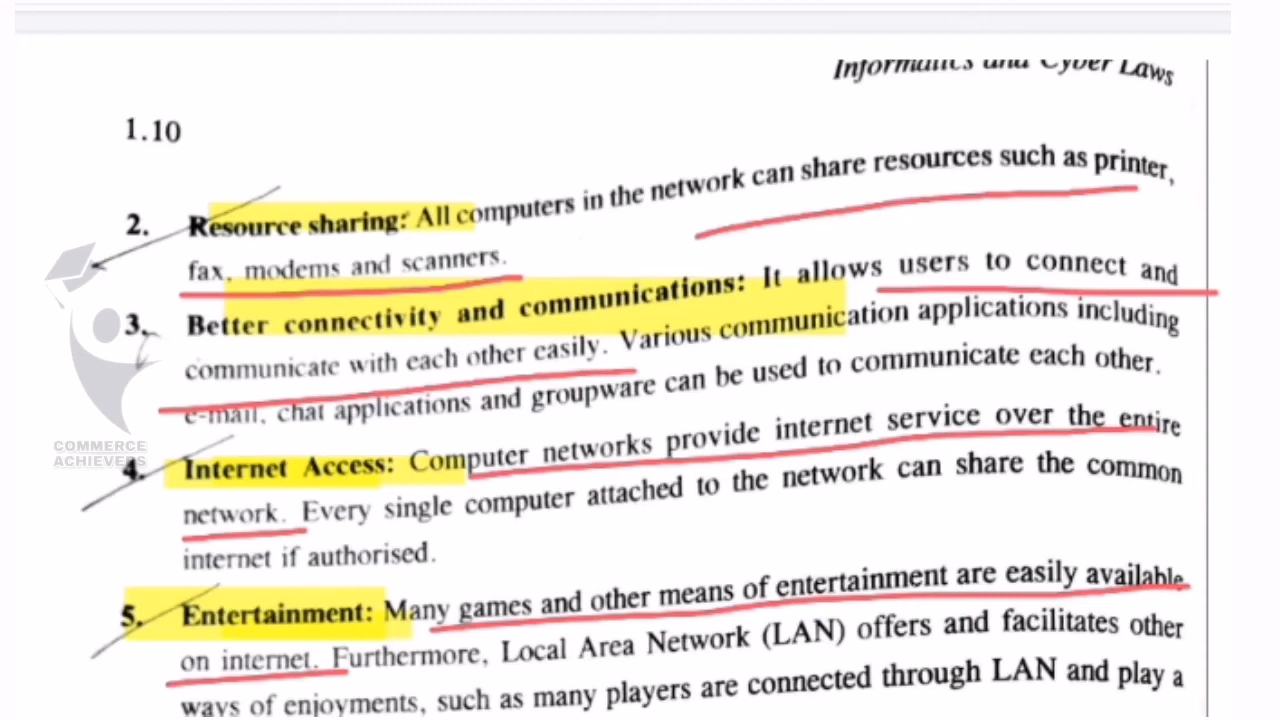 Informatics and Cyber Laws
1.10
2. Resource sharing: All computers in the network can share resources such as printer,
fax, modems and scanners.
3. Better connectivity and communications: It allows users to connect and
communicate with each other easily. Various communication applications including
e-mail, chat applications and groupware can be used to communicate each other.
COMMERCE
ACHIEVERS
4. Internet Access: Computer networks provide internet service over the entire
network. Every single computer attached to the network can share the common
internet if authorised.
5. Entertainment: Many games and other means of entertainment are easily available
on internet. Furthermore, Local Area Network (LAN) offers and facilitates other
ways of enjoyments, such as many players are connected through LAN and play a